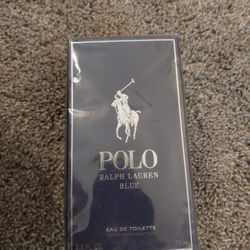 POLO
RALPH LAUREN
BLUE
EAU DE TOILETTE